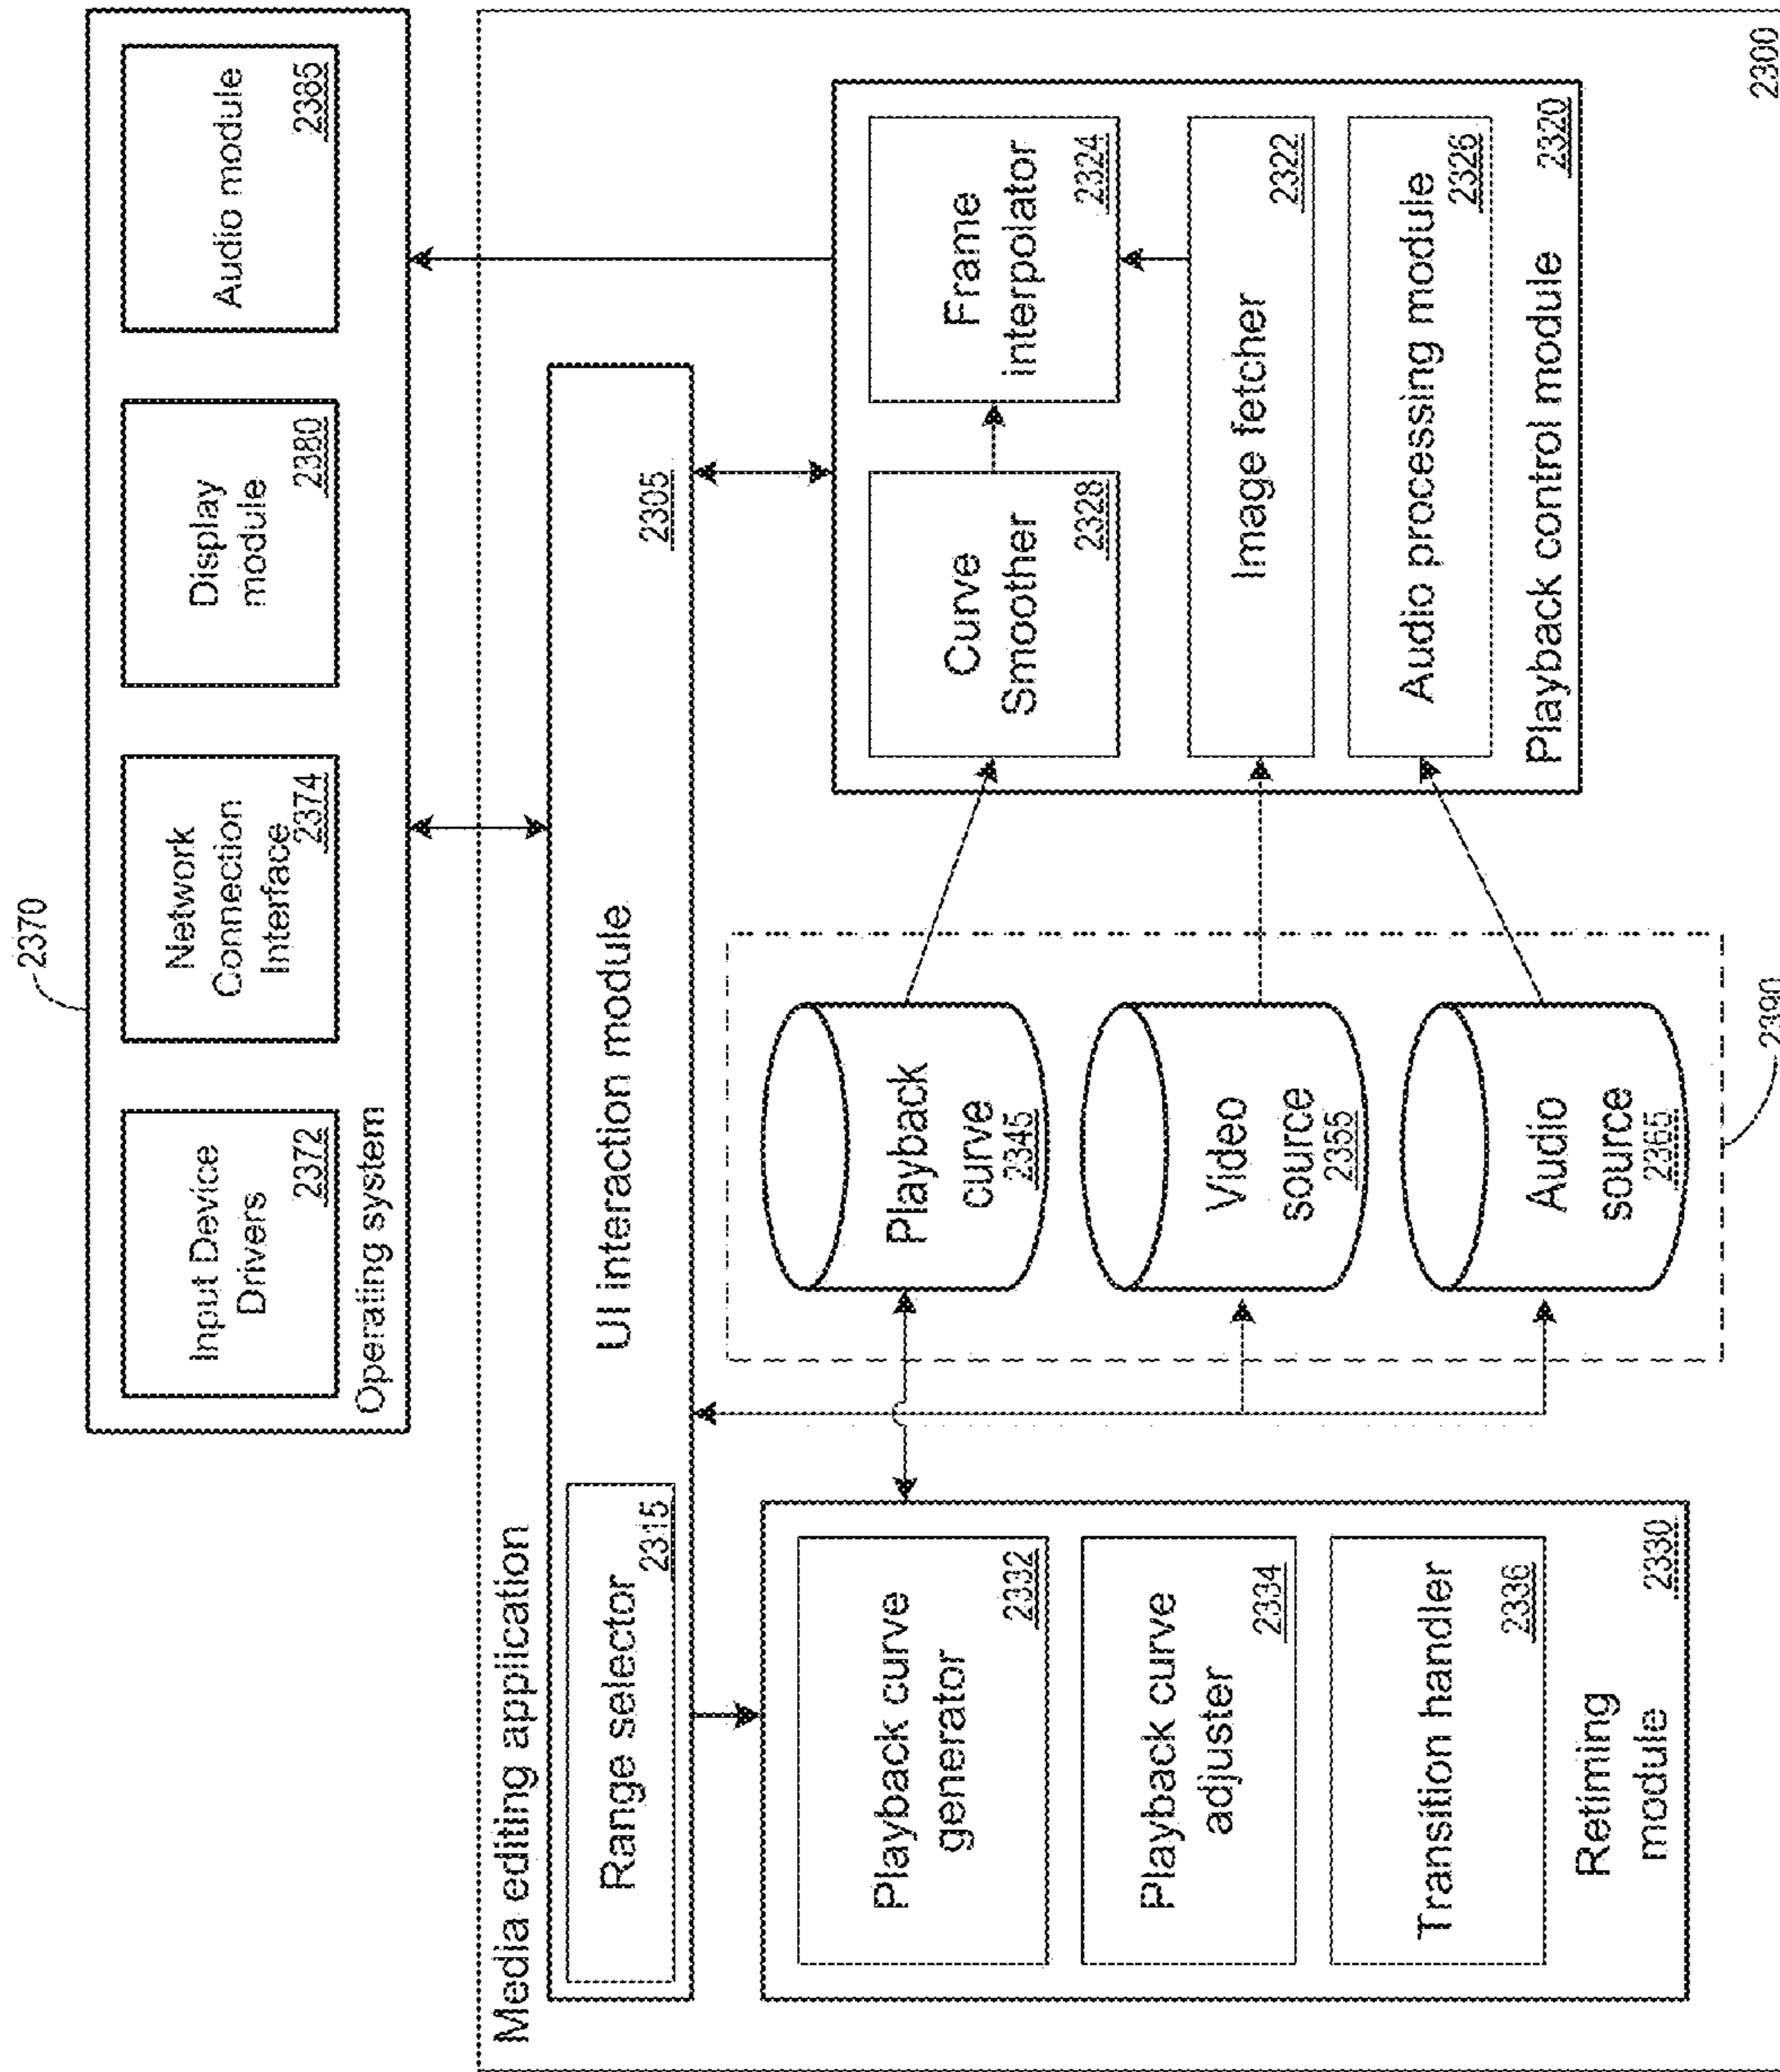 2370
Input Device
Drivers
2372
Network
Connection
Interface
2374
Display
module
2380
Audio module
2385
Operating system
Media editing application
Range selector
2315
UI interaction module
2305
Playback curve
generator
2332
Playback curve
adjuster
2334
Transition handler
2336
Retiming
module
2330
Playback
curve
2345
Video
source
2355
Audio
source
2365
2390
Curve
Smoother
2328
Frame
interpolator
2324
Image fetcher
2322
Audio processing module
2326
Playback control module
2320
2300